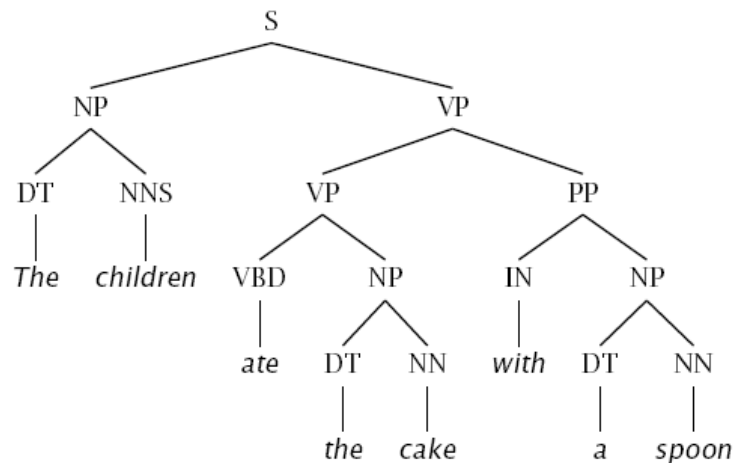 S
NP VP
DT NNS VP PP
The children VBD NP IN NP
ate DT NN with DT NN
the cake a spoon